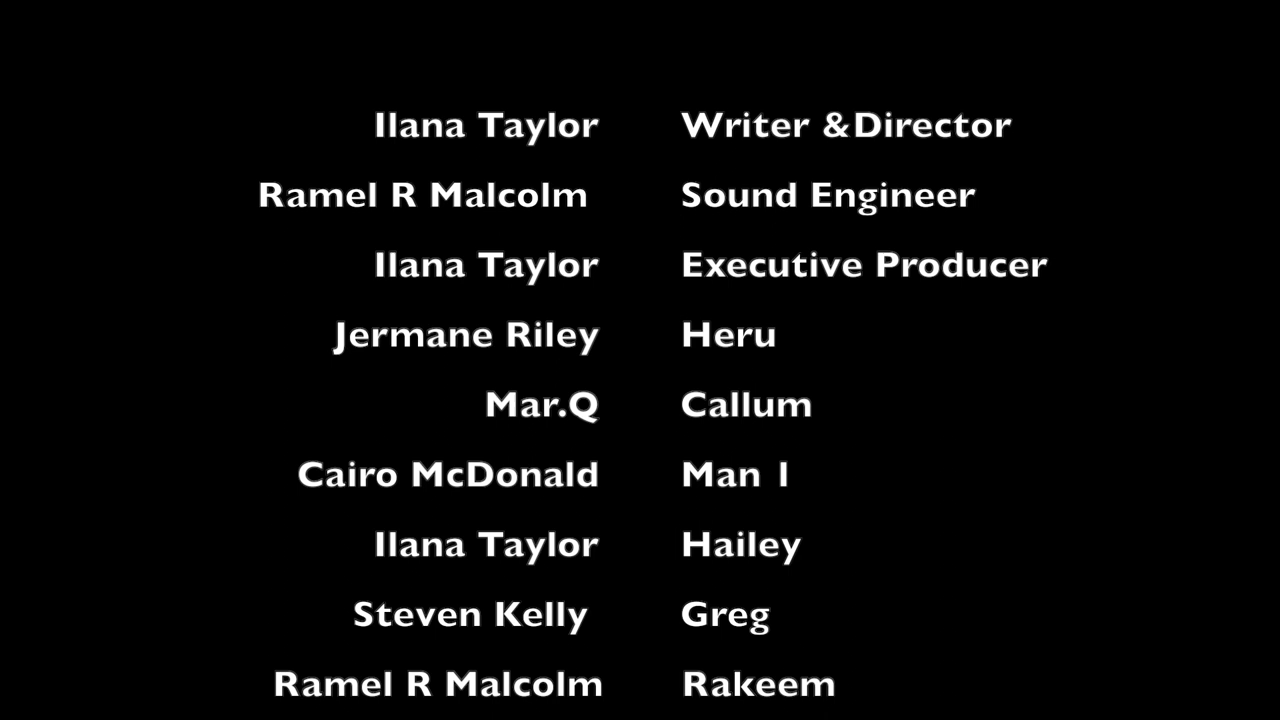 Ilana Taylor Writer &Director
Ramel R Malcolm Sound Engineer
Ilana Taylor Executive Producer
Jermane Riley Heru
Mar.Q Callum
Cairo McDonald Man 1
Ilana Taylor Hailey
Steven Kelly Greg
Ramel R Malcolm Rakeem